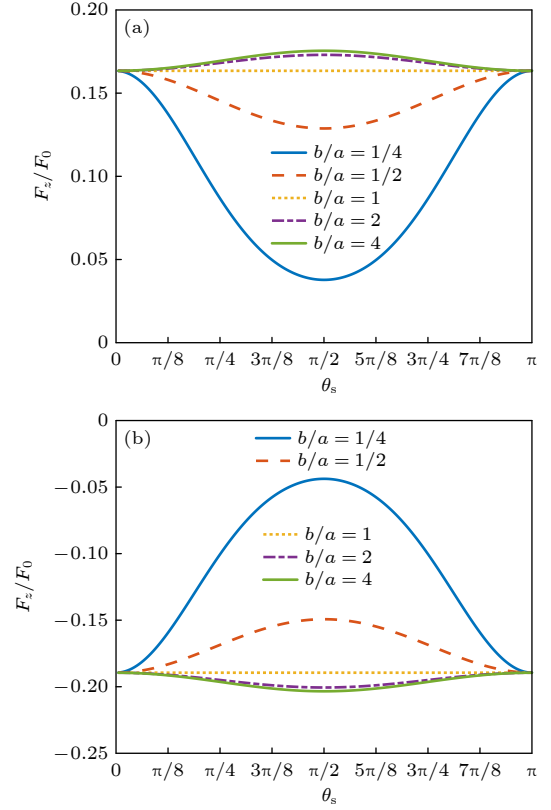 (a)
0.20
0.15
0.10
0.05
0
F_z/F_0
b/a = 1/4
b/a = 1/2
b/a = 1
b/a = 2
b/a = 4
0 π/8 π/4 3π/8 π/2 5π/8 3π/4 7π/8 π
θ_s
(b)
0
−0.05
−0.10
−0.15
−0.20
−0.25
F_z/F_0
b/a = 1/4
b/a = 1/2
b/a = 1
b/a = 2
b/a = 4
0 π/8 π/4 3π/8 π/2 5π/8 3π/4 7π/8 π
θ_s